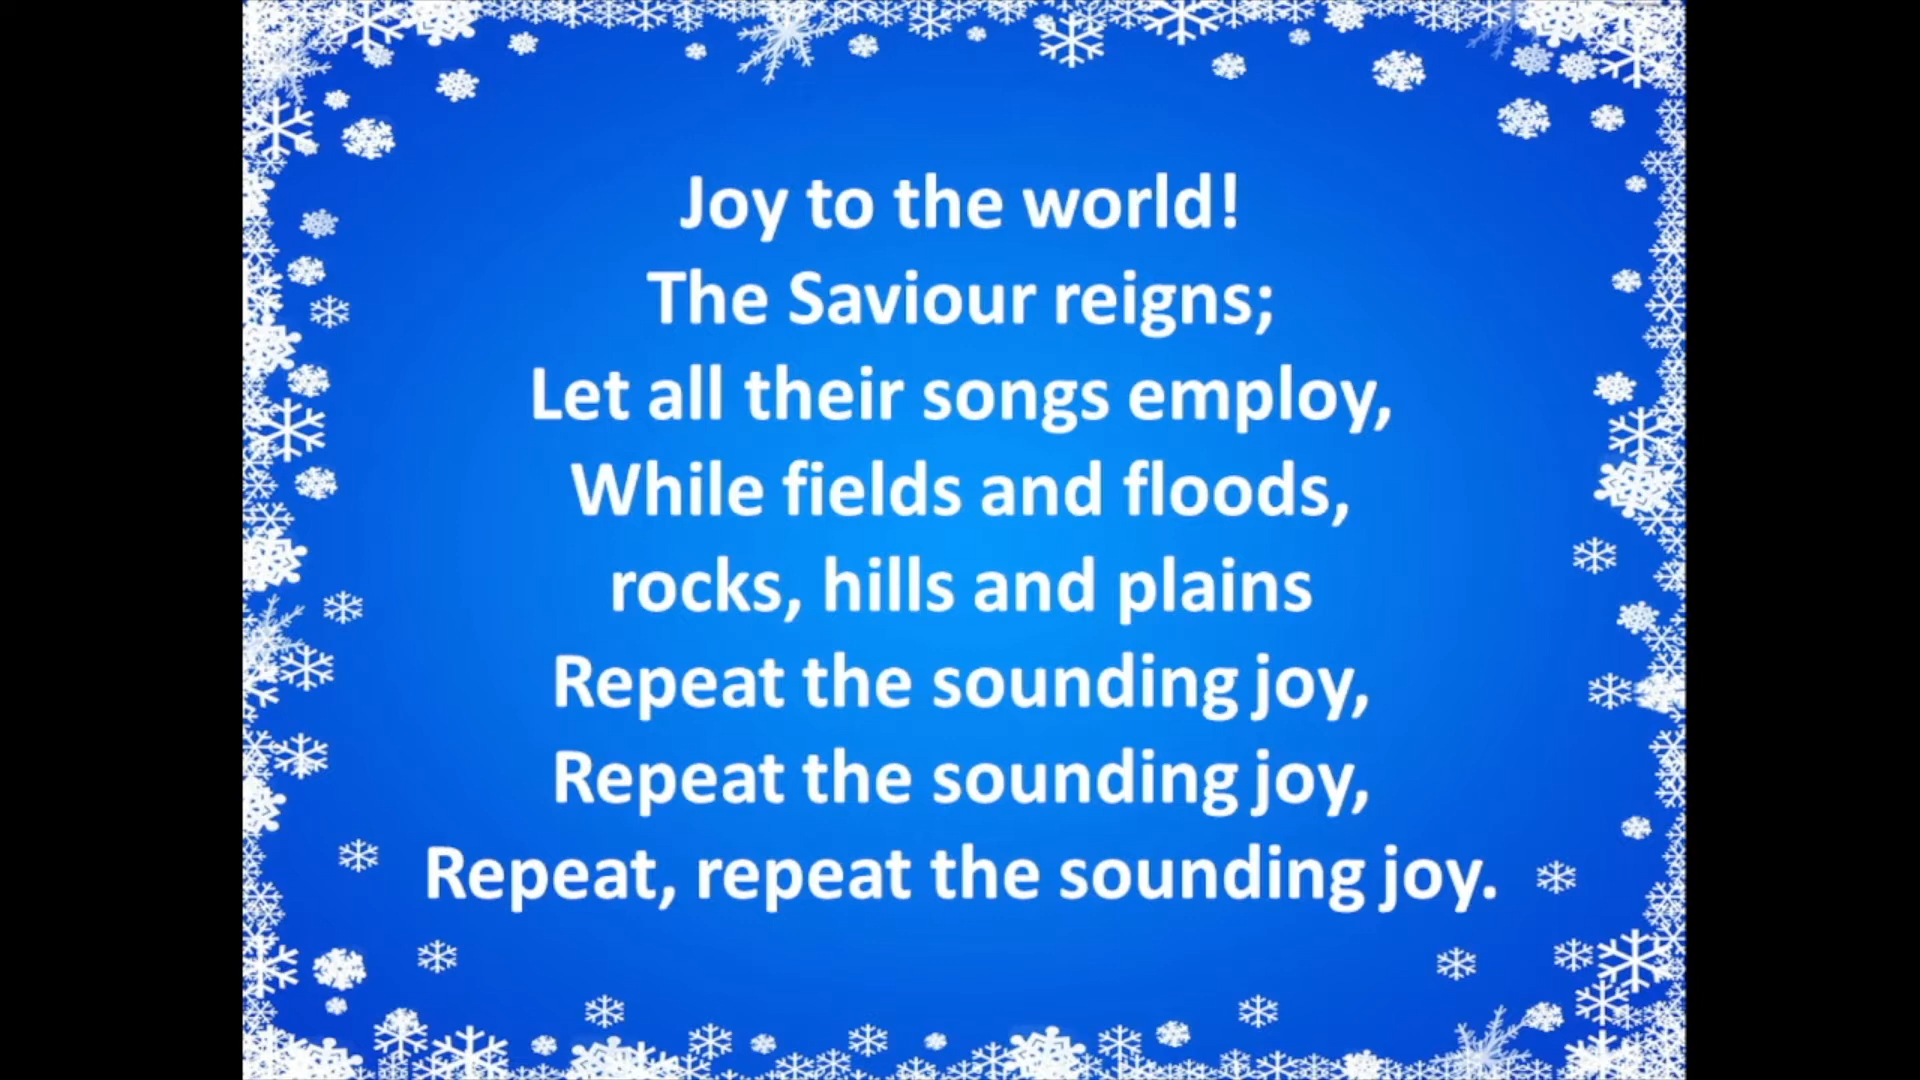 Joy to the world!
The Saviour reigns;
Let all their songs employ,
While fields and floods,
rocks, hills and plains
Repeat the sounding joy,
Repeat the sounding joy,
Repeat, repeat the sounding joy.